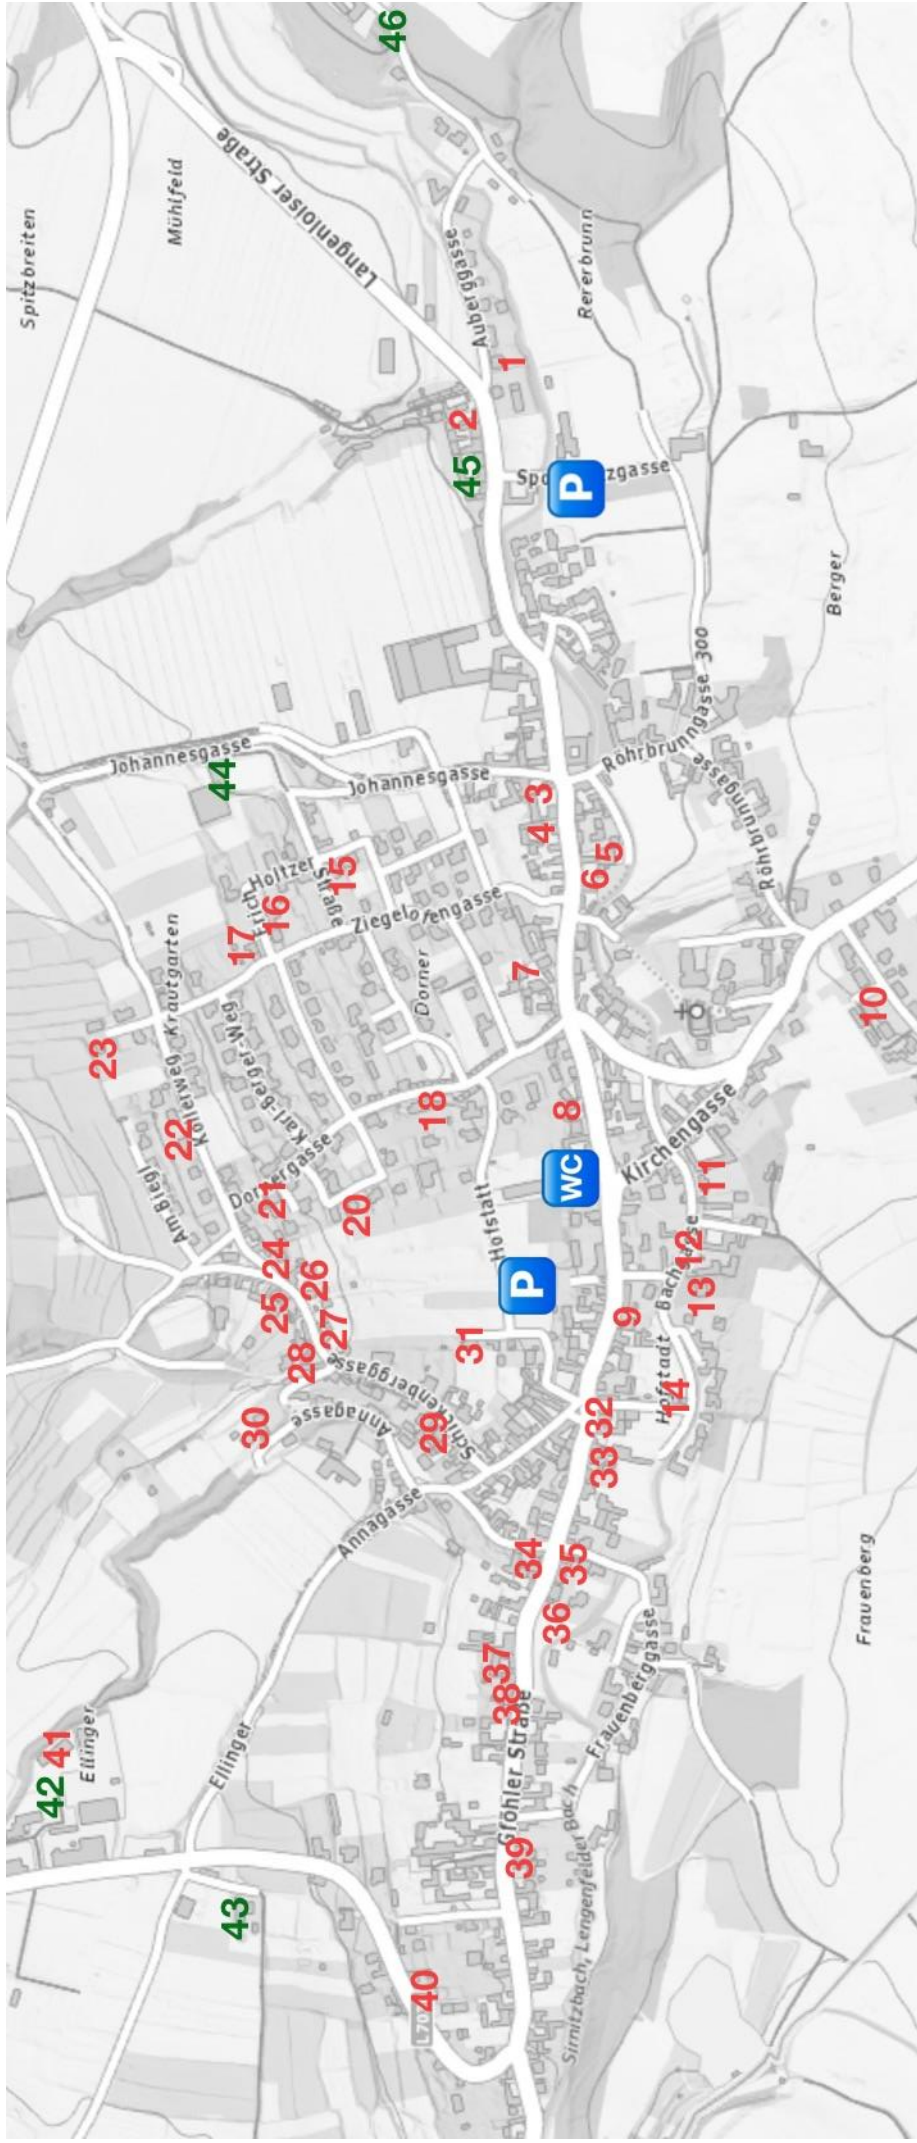 46
Spitzbreiten
Mühlfeld
Langenloiser Straße
Auberggasse
Rererbrunn
1
2
45
P
zgasse
Berger
Johannesgasse
44
Johannesgasse
3
4
5
6
Röhrbrunngasse 300
Röhrbrunngasse
Erich
Holtzer
15
16
17
Ziegelofengasse
Dorner
7
10
Krautgarten
Kollerweg
Karl-Berger-Weg
23
22
18
8
WC
Kirchengasse
11
Am Biegl
Dornergasse
21
20
24
25
26
27
28
Hofstatt
P
12
Bachgasse
13
9
31
Hofstadt
14
30
Annagasse
Schickenberggasse
29
32
33
Annagasse
34
35
36
Frauenberg
Frauenberggasse
37
38
Gföhler Straße
41
42
Ellinger
Ellinger
39
43
40
Sirnitzbach, Lengenfelder Bach